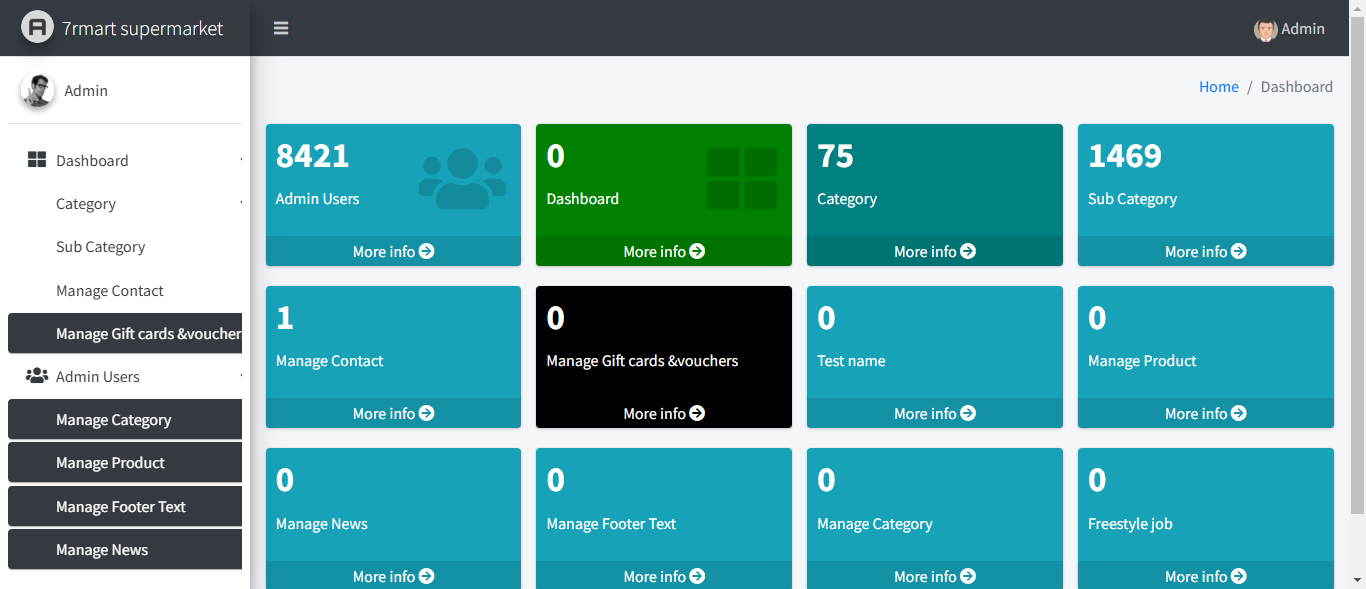 7rmart supermarket
Admin
Admin
Home / Dashboard
Dashboard
Category
Sub Category
Manage Contact
Manage Gift cards &voucher
Admin Users
Manage Category
Manage Product
Manage Footer Text
Manage News
8421
Admin Users
More info
0
Dashboard
More info
75
Category
More info
1469
Sub Category
More info
1
Manage Contact
More info
0
Manage Gift cards &vouchers
More info
0
Test name
More info
0
Manage Product
More info
0
Manage News
More info
0
Manage Footer Text
More info
0
Manage Category
More info
0
Freestyle job
More info